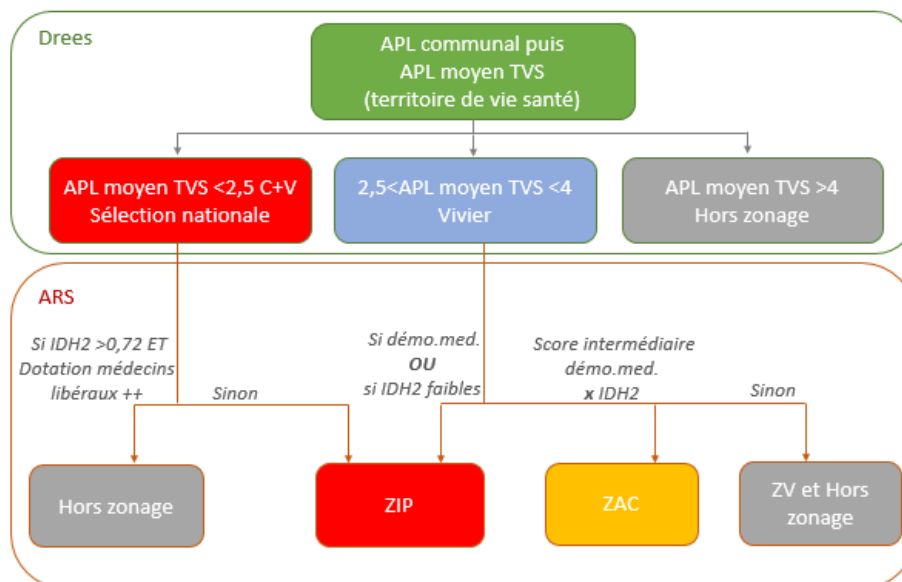 Drees
APL communal puis
APL moyen TVS
(territoire de vie santé)
APL moyen TVS <2,5 C+V
Sélection nationale
2,5<APL moyen TVS <4
Vivier
APL moyen TVS >4
Hors zonage
ARS
Si IDH2 >0,72 ET
Dotation médecins
libéraux ++
Sinon
Si démo.med.
OU
si IDH2 faibles
Score intermédiaire
démo.med.
x IDH2
Sinon
Hors zonage
ZIP
ZAC
ZV et Hors
zonage